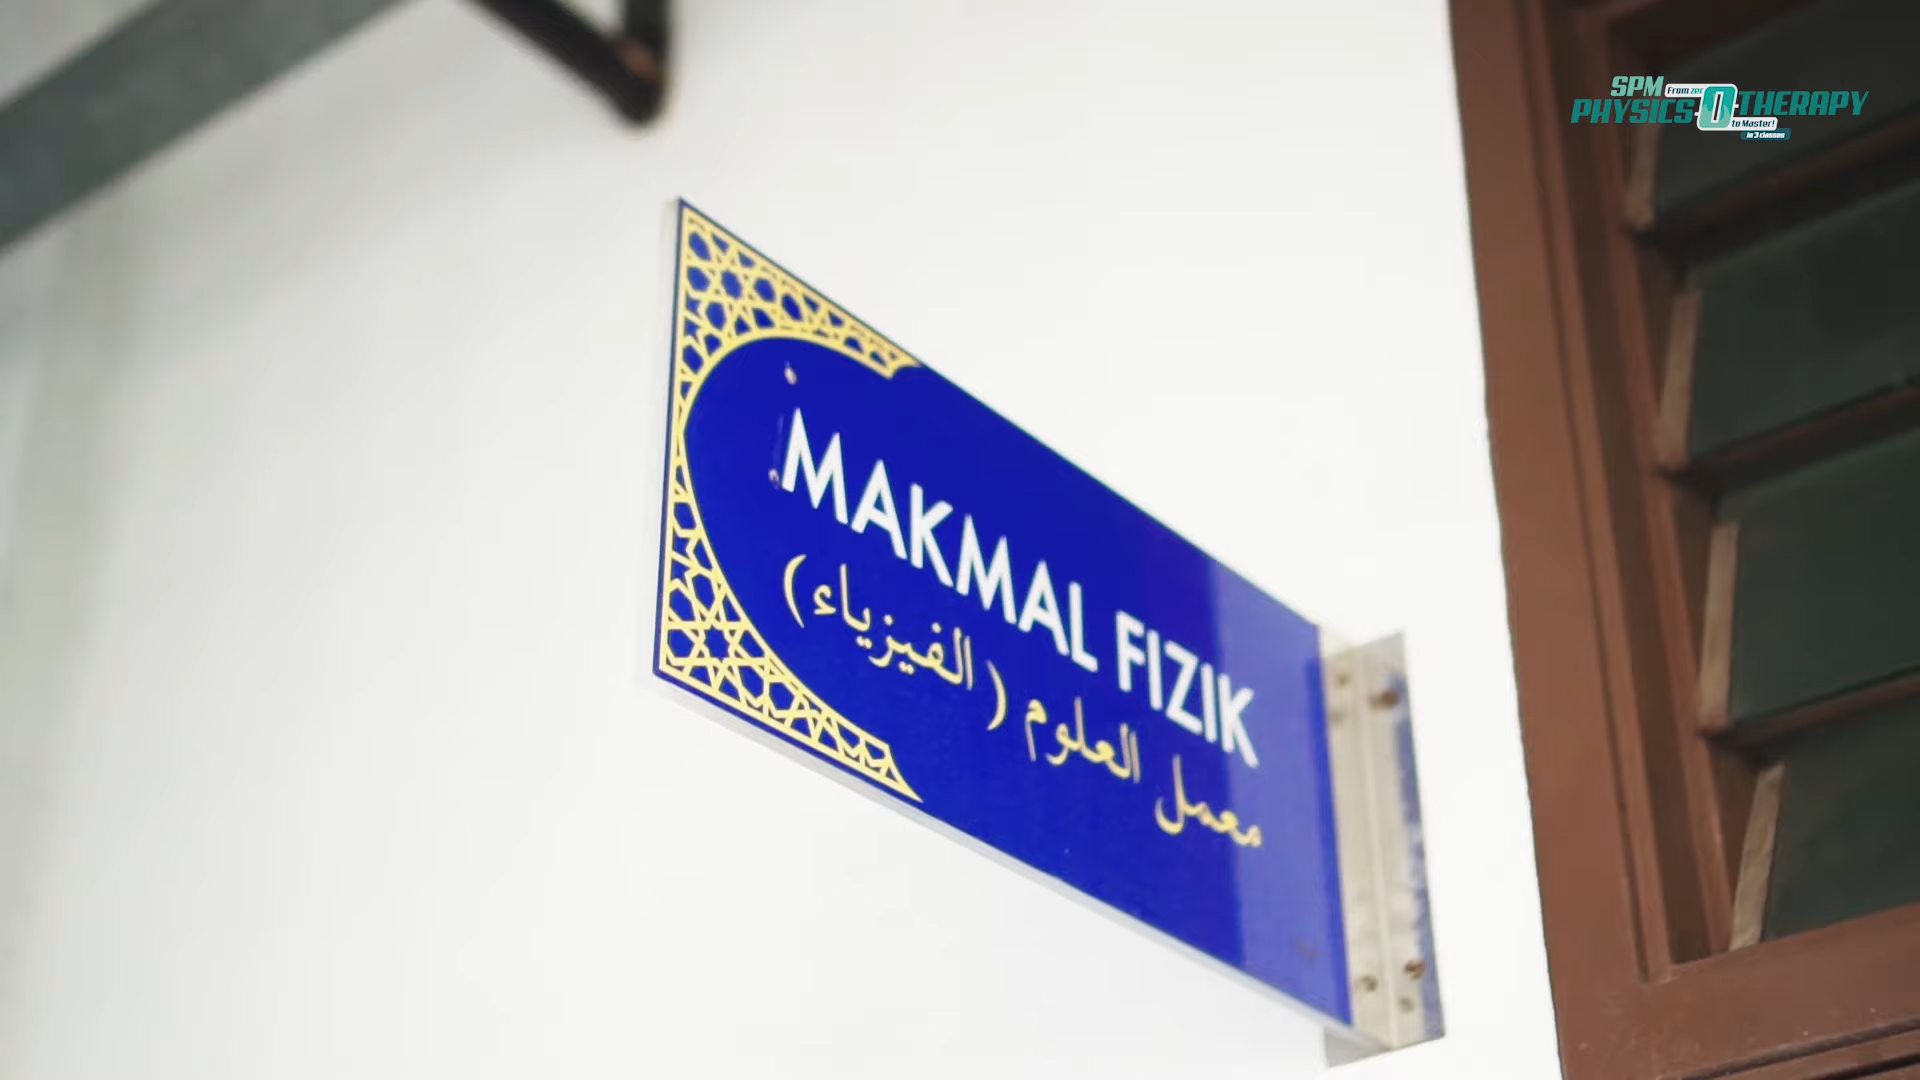 SPM
PHYSICS-O-THERAPY
From zero
to Master!
in 3 classes
MAKMAL FIZIK
معمل العلوم (الفيزياء)